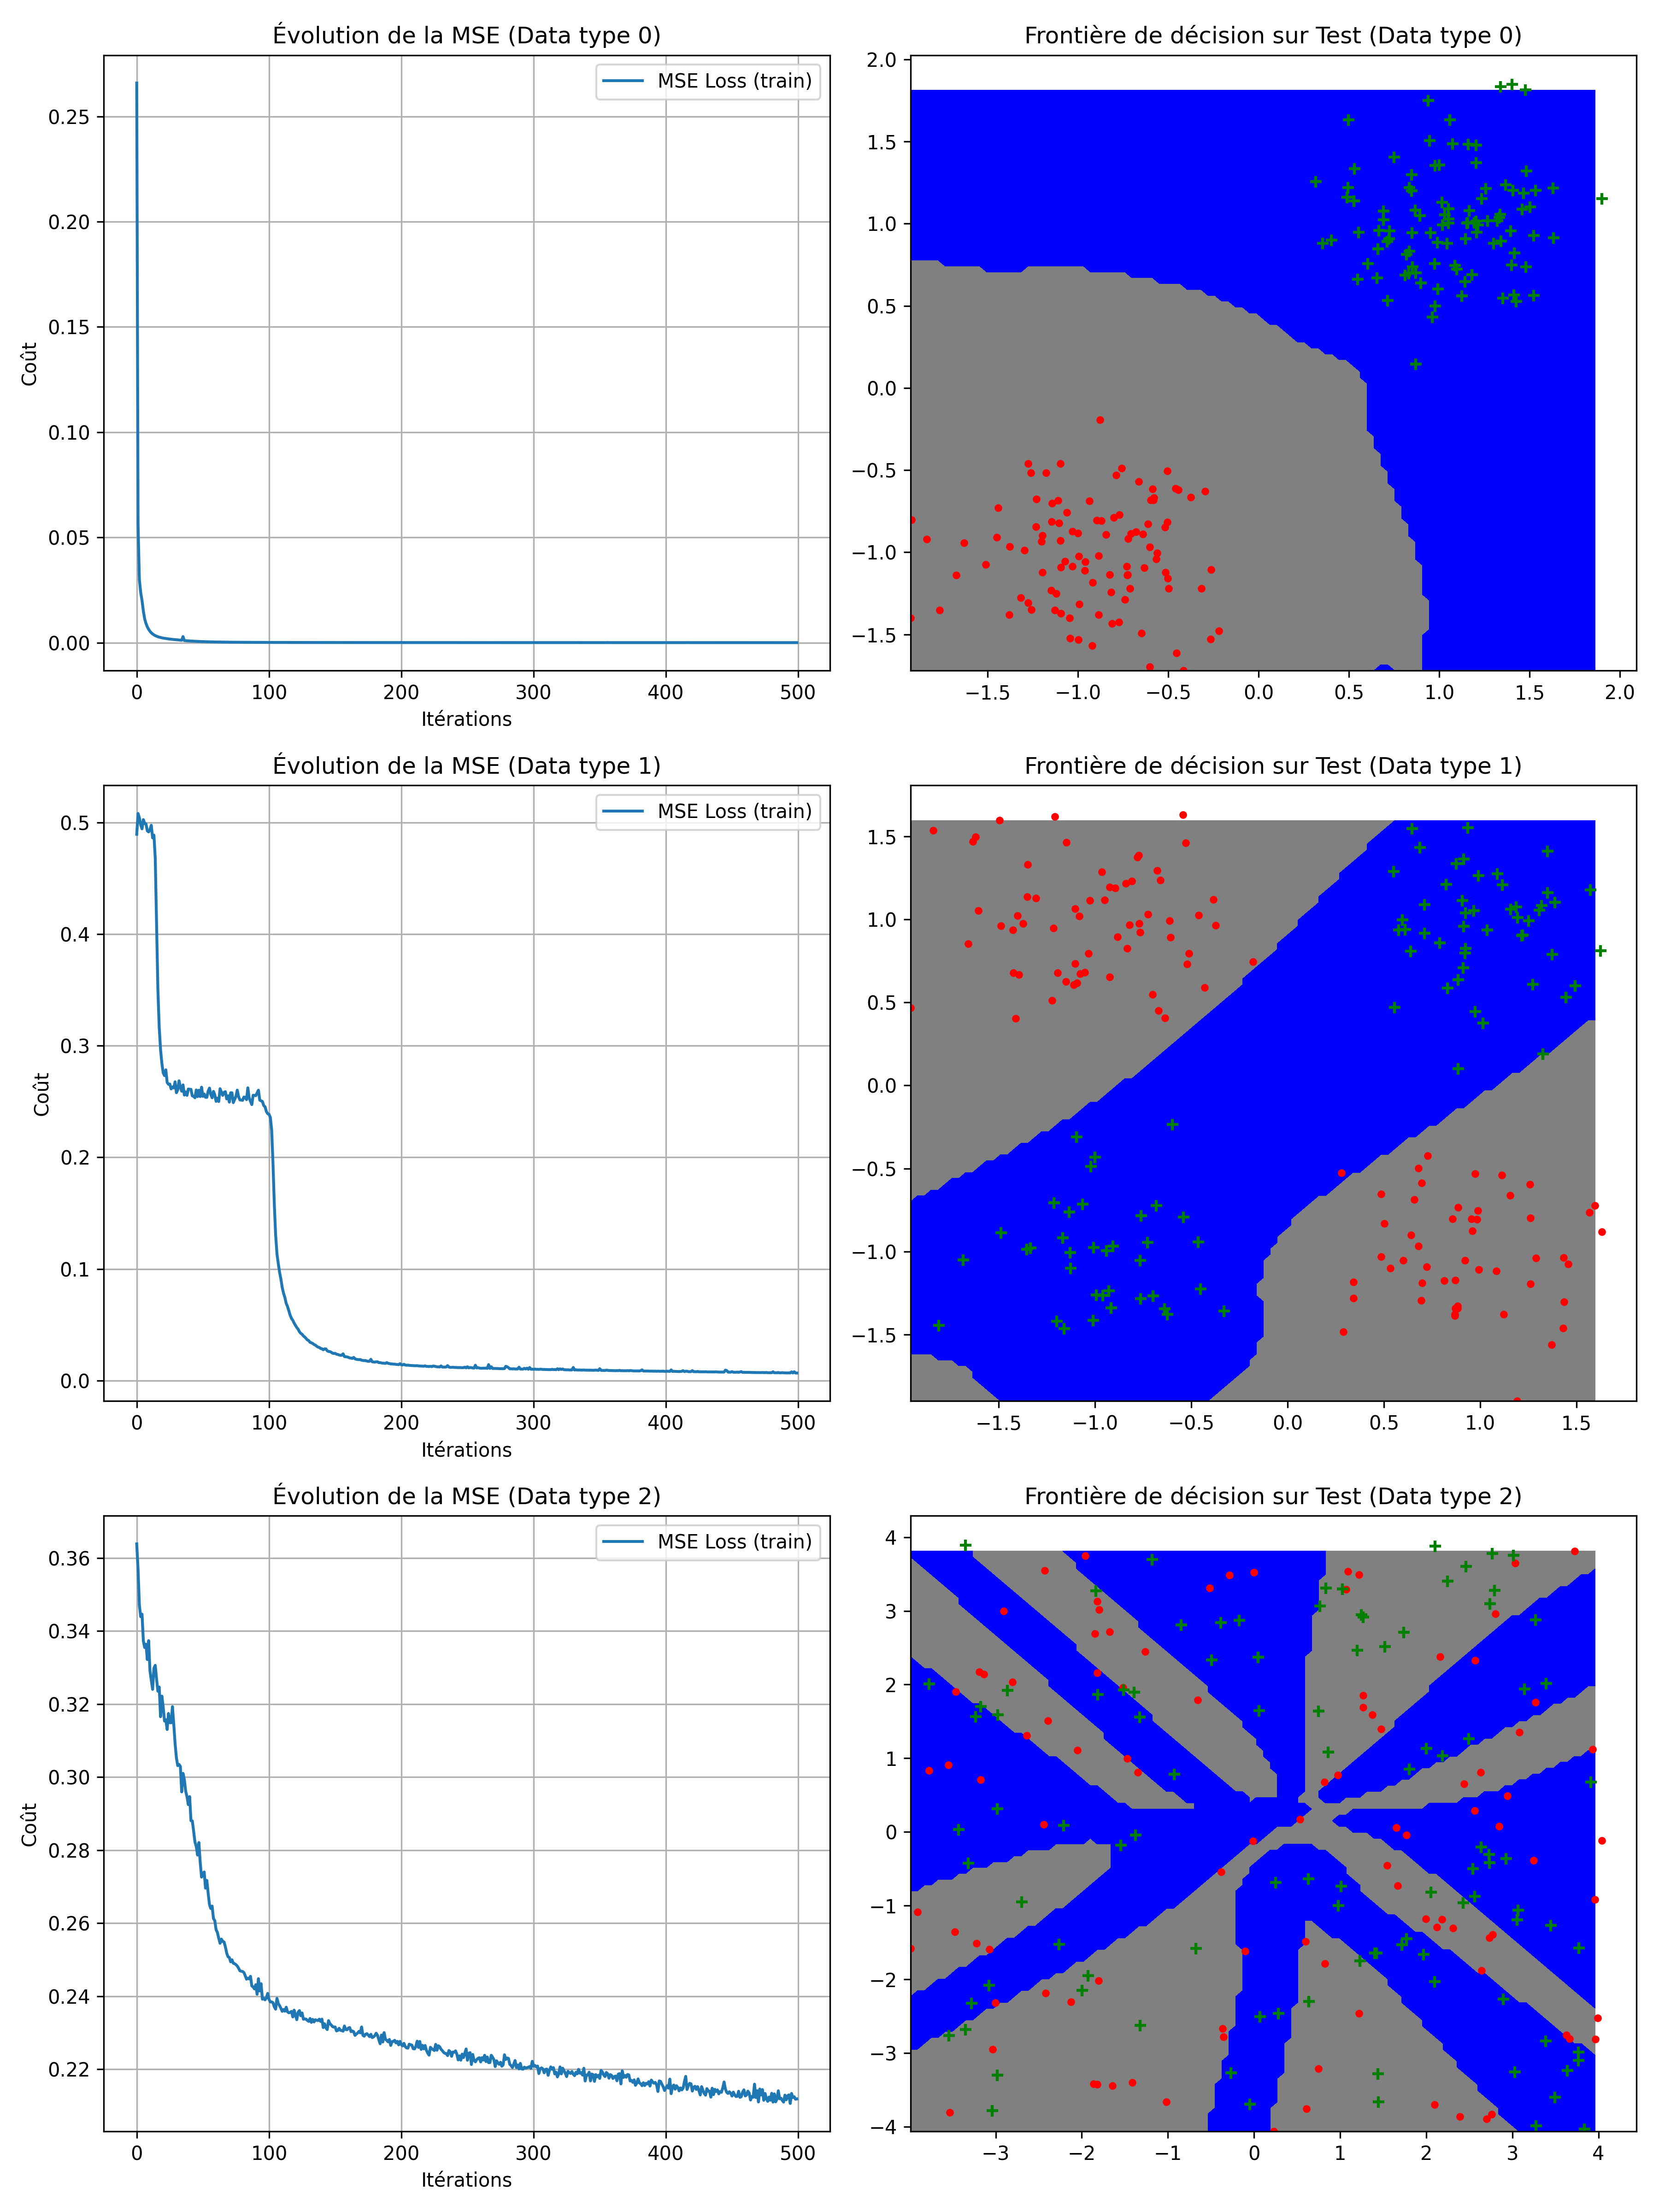 Évolution de la MSE (Data type 0)
Frontière de décision sur Test (Data type 0)
MSE Loss (train)
0.25
0.20
0.15
0.10
0.05
0.00
Coût
0 100 200 300 400 500
Itérations
2.0
1.5
1.0
0.5
0.0
−0.5
−1.0
−1.5
−1.5 −1.0 −0.5 0.0 0.5 1.0 1.5 2.0
Évolution de la MSE (Data type 1)
Frontière de décision sur Test (Data type 1)
MSE Loss (train)
0.5
0.4
0.3
0.2
0.1
0.0
Coût
0 100 200 300 400 500
Itérations
1.5
1.0
0.5
0.0
−0.5
−1.0
−1.5
−1.5 −1.0 −0.5 0.0 0.5 1.0 1.5
Évolution de la MSE (Data type 2)
Frontière de décision sur Test (Data type 2)
MSE Loss (train)
0.36
0.34
0.32
0.30
0.28
0.26
0.24
0.22
Coût
0 100 200 300 400 500
Itérations
4
3
2
1
0
−1
−2
−3
−4
−3 −2 −1 0 1 2 3 4